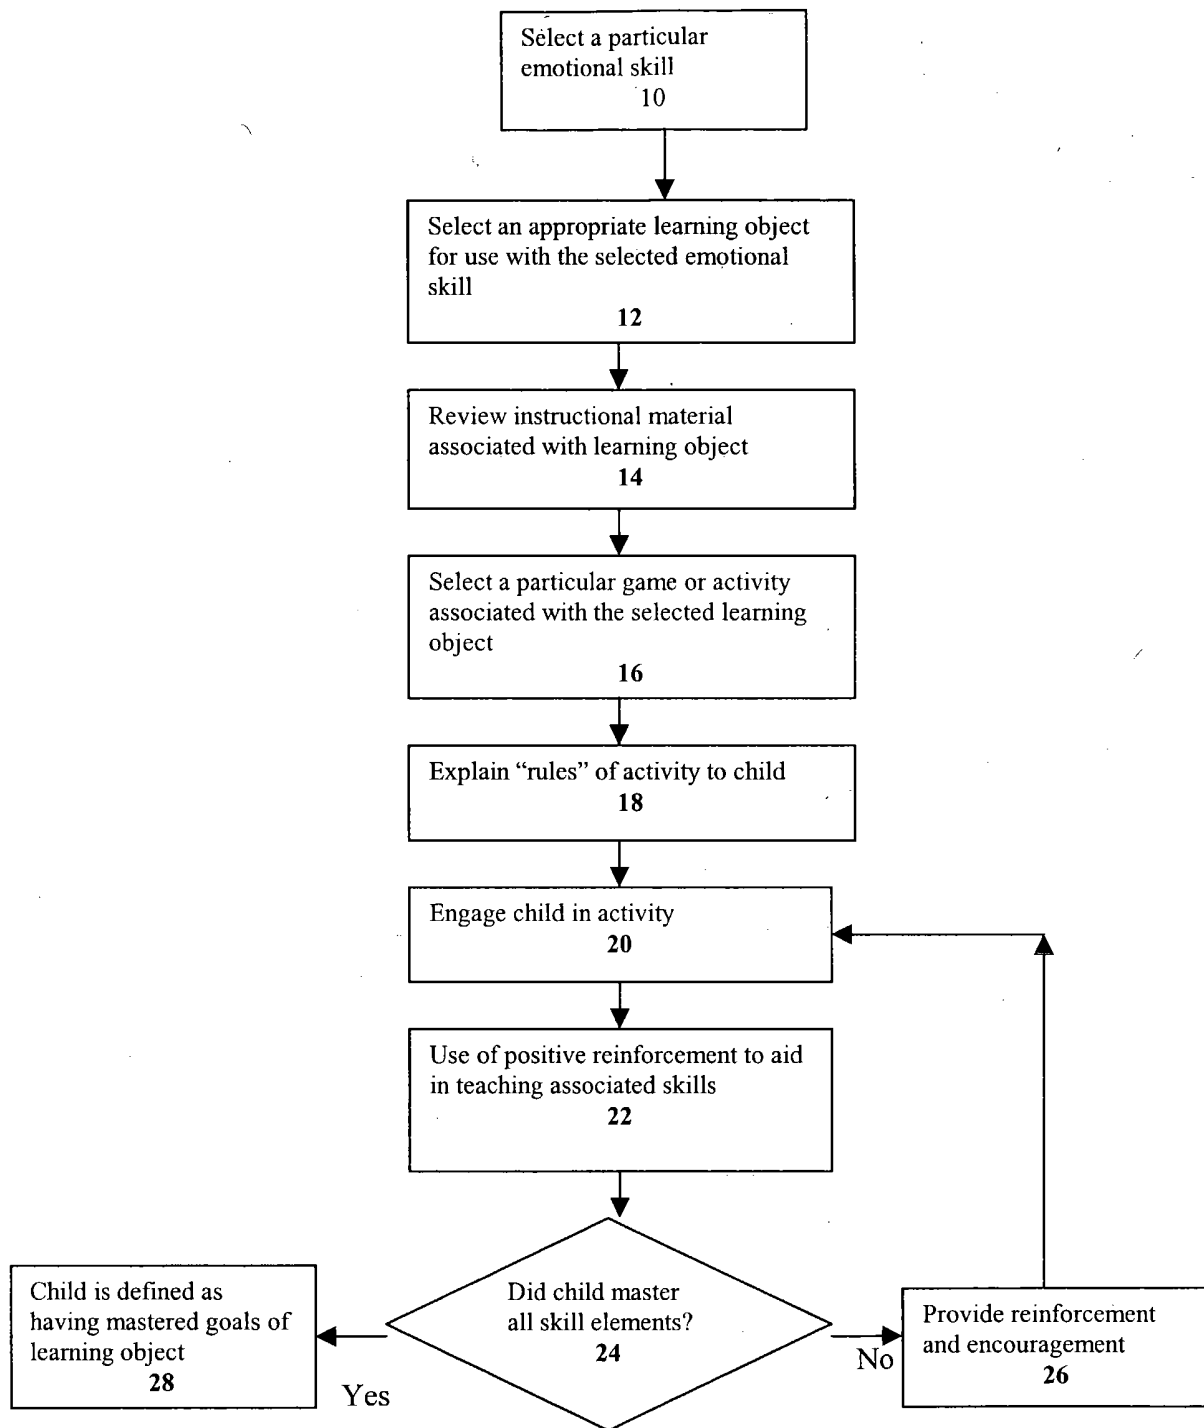 Select a particular
emotional skill
10
Select an appropriate learning object
for use with the selected emotional
skill
12
Review instructional material
associated with learning object
14
Select a particular game or activity
associated with the selected learning
object
16
Explain “rules” of activity to child
18
Engage child in activity
20
Use of positive reinforcement to aid
in teaching associated skills
22
Did child master
all skill elements?
24
Yes
No
Child is defined as
having mastered goals of
learning object
28
Provide reinforcement
and encouragement
26